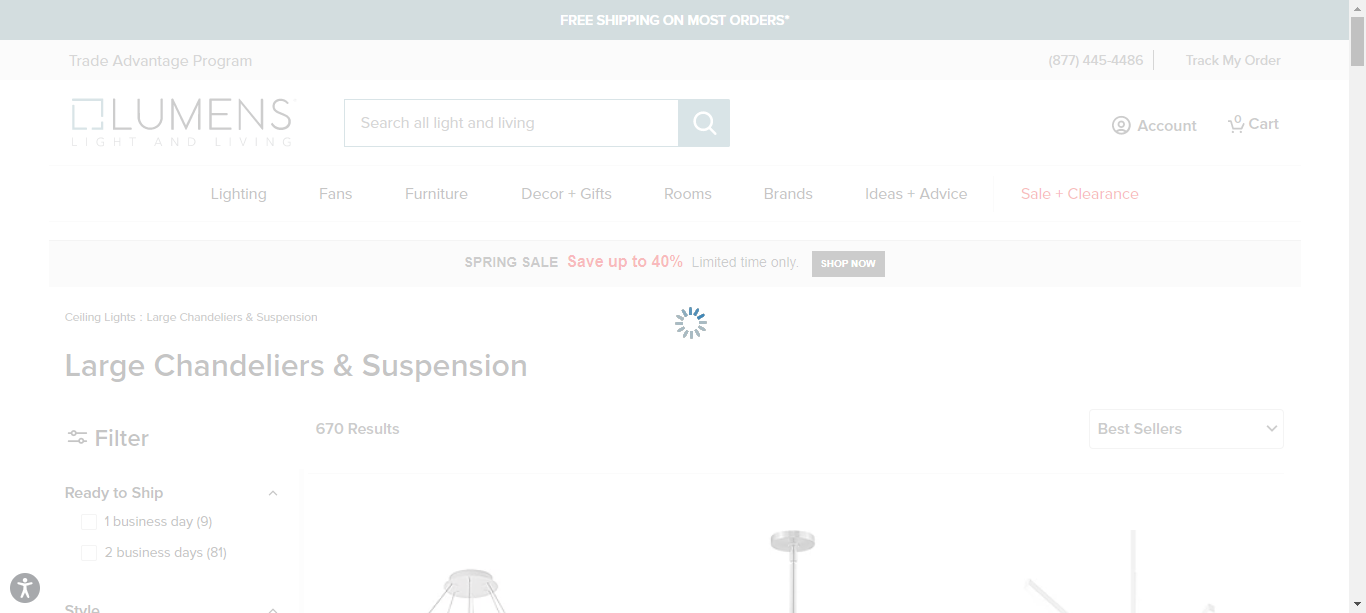 FREE SHIPPING ON MOST ORDERS*
Trade Advantage Program
(877) 445-4486
Track My Order
LUMENS
LIGHT AND LIVING
Search all light and living
Account
0
Cart
Lighting
Fans
Furniture
Decor + Gifts
Rooms
Brands
Ideas + Advice
Sale + Clearance
SPRING SALE Save up to 40% Limited time only. SHOP NOW
Ceiling Lights : Large Chandeliers & Suspension
Large Chandeliers & Suspension
Filter
670 Results
Best Sellers
Ready to Ship
1 business day (9)
2 business days (81)
Style